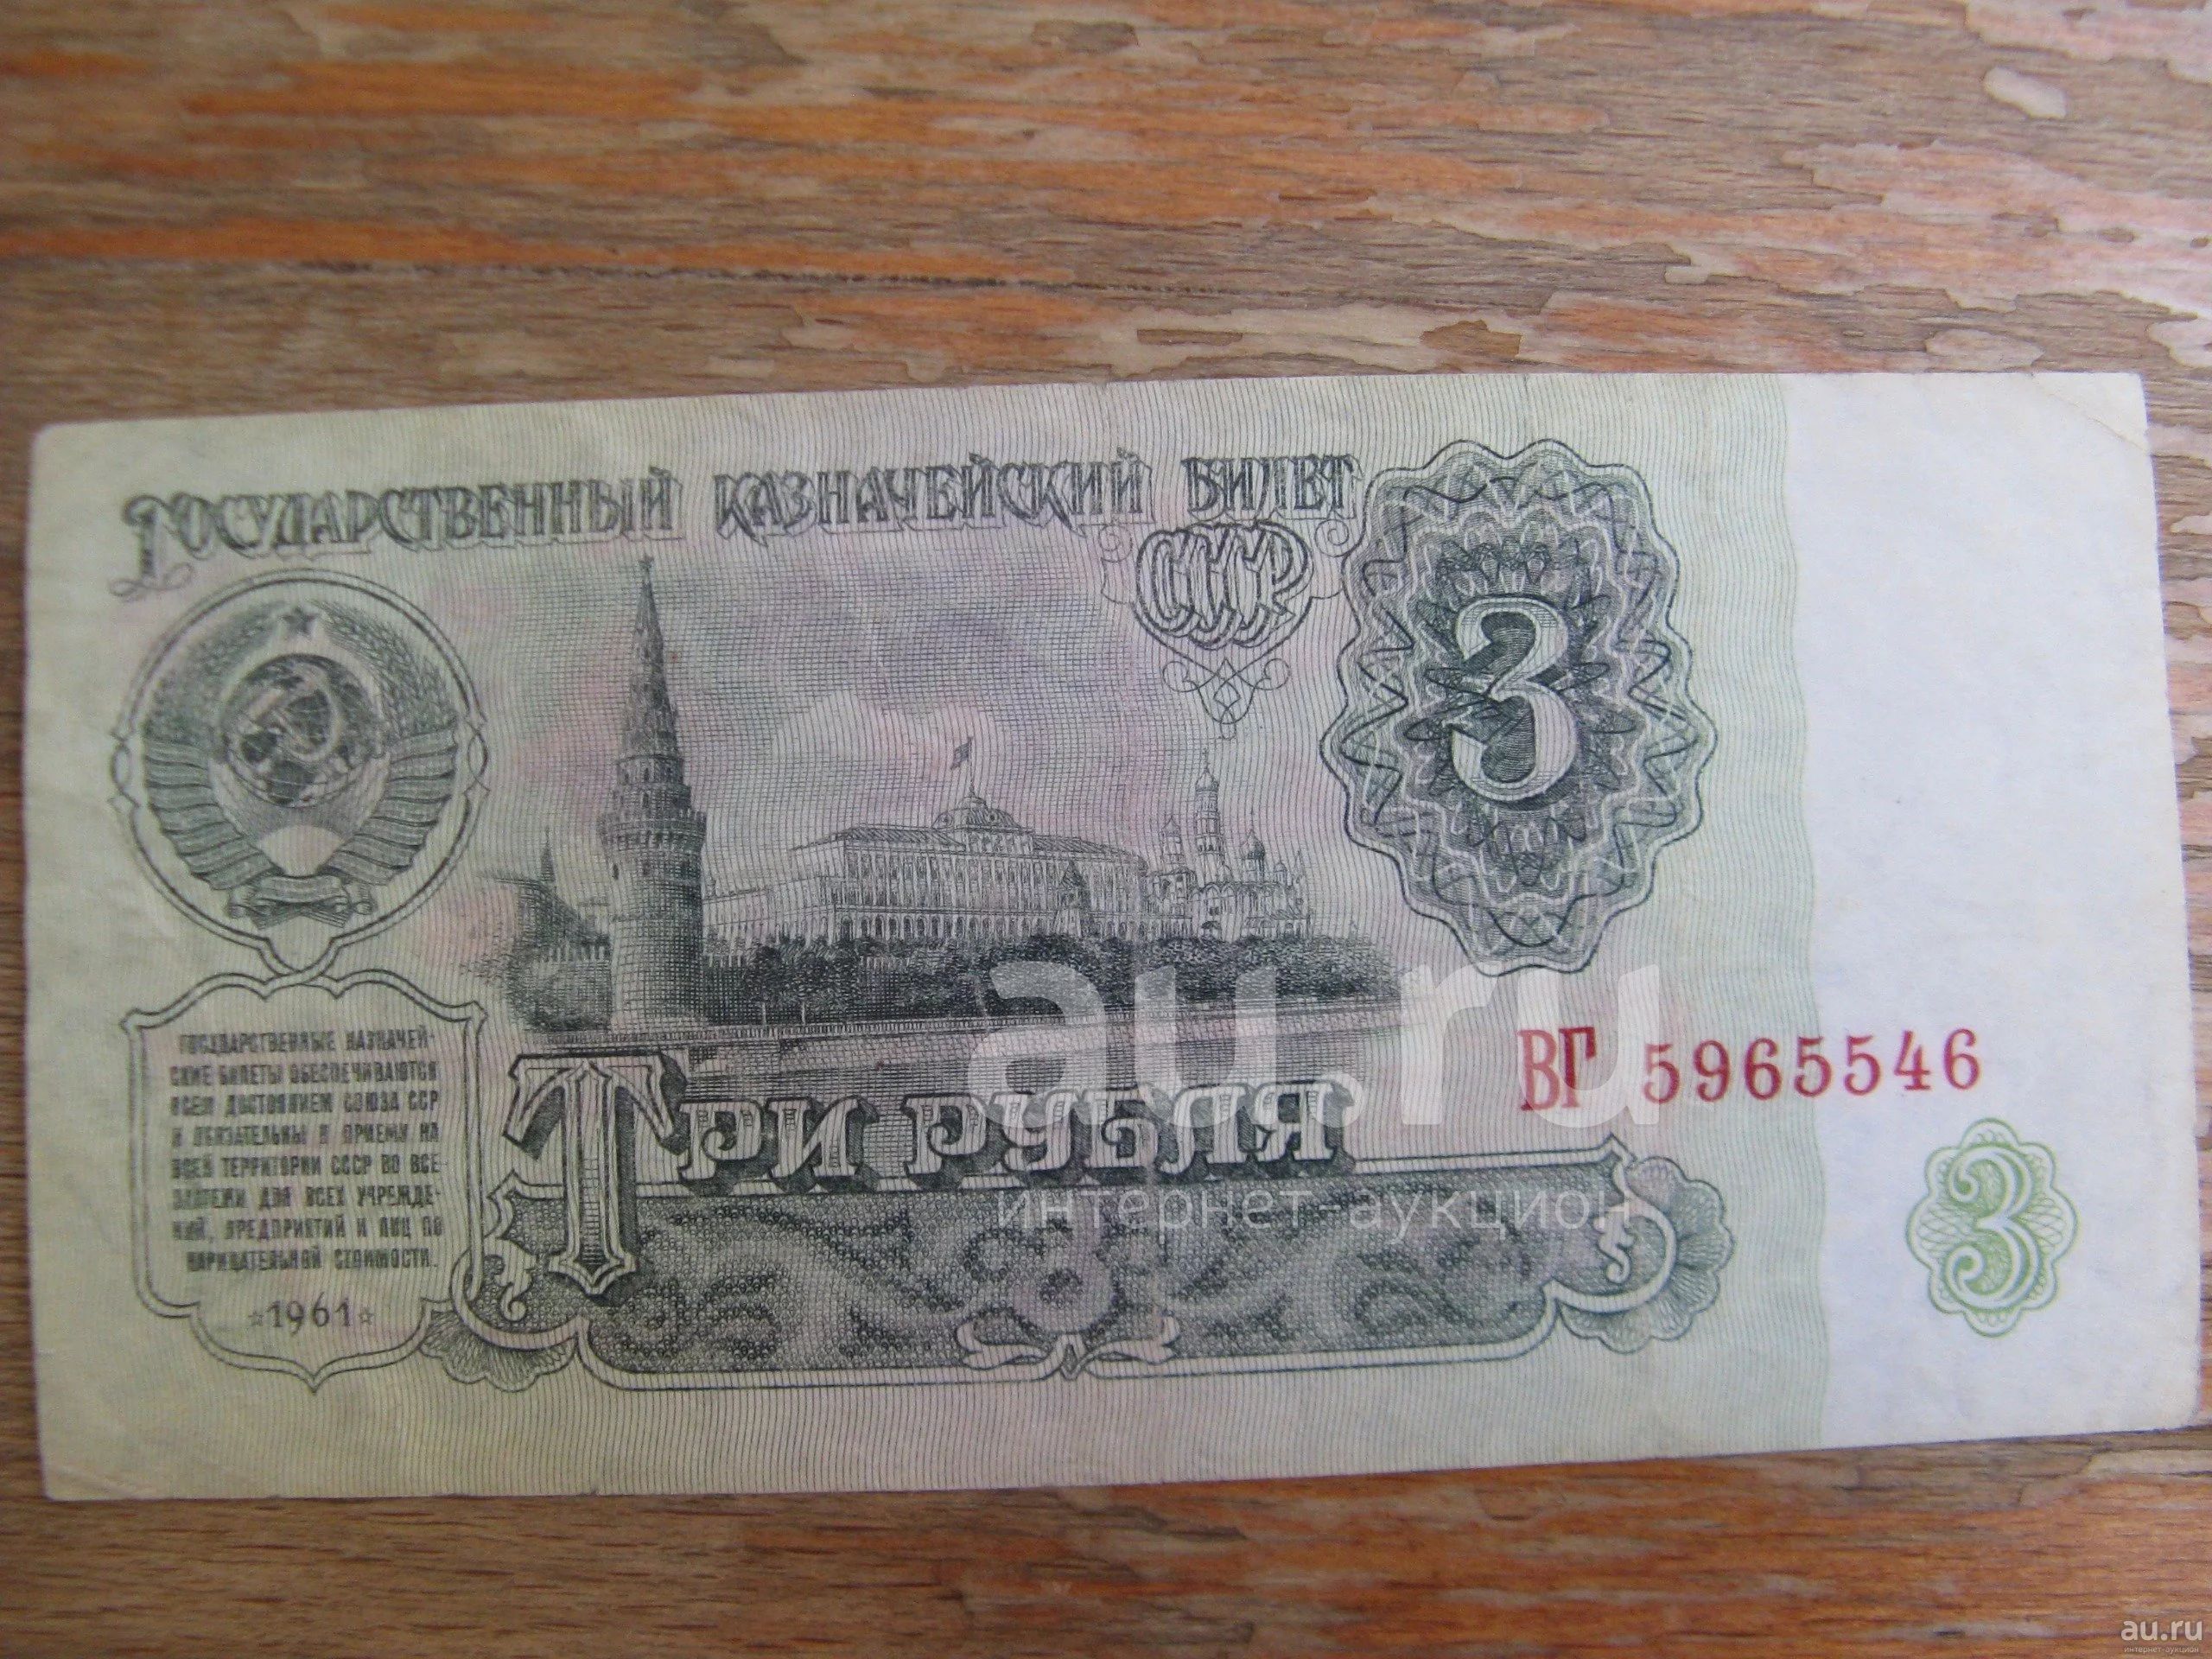 ГОСУДАРСТВЕННЫЙ КАЗНАЧЕЙСКИЙ БИЛЕТ
СССР
3
ГОСУДАРСТВЕННЫЕ КАЗНАЧЕЙ-
СКИЕ БИЛЕТЫ ОБЕСПЕЧИВАЮТСЯ
ВСЕМ ДОСТОЯНИЕМ СОЮЗА ССР
И ОБЯЗАТЕЛЬНЫ К ПРИЕМУ НА
ВСЕЙ ТЕРРИТОРИИ СССР ВО ВСЕ
ПЛАТЕЖИ ДЛЯ ВСЕХ УЧРЕЖДЕ-
НИЙ, ПРЕДПРИЯТИЙ И ЛИЦ ПО
НАРИЦАТЕЛЬНОЙ СТОИМОСТИ.
1961
ВГ 5965546
ТРИ РУБЛЯ
3
au.ru
интернет-аукцион
au.ru
интернет-аукцион